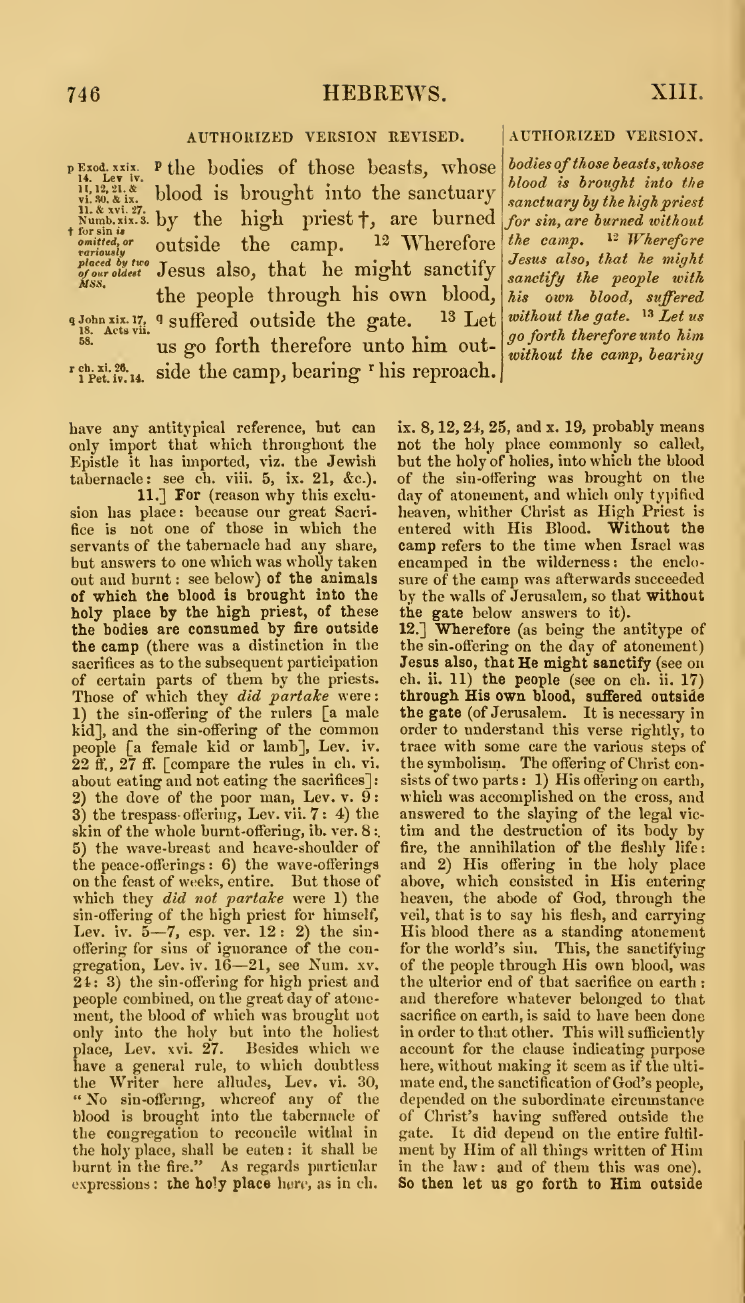 746
HEBREWS.
XIII.
AUTHORIZED VERSION REVISED.
p Exod. xxix.
14. Lev iv.
11, 12, 21. &
vi. 30. & ix.
11. & xvi. 27.
Numb. xix. 3.
† for sin is
omitted, or
variously
placed by two
of our oldest
MSS.
q John xix. 17,
18. Acts vii.
58.
r ch. xi. 26.
1 Pet. iv. 14.
p the bodies of those beasts, whose
blood is brought into the sanctuary
by the high priest †, are burned
outside the camp. 12 Wherefore
Jesus also, that he might sanctify
the people through his own blood,
q suffered outside the gate. 13 Let
us go forth therefore unto him out-
side the camp, bearing r his reproach.
AUTHORIZED VERSION.
bodies of those beasts, whose
blood is brought into the
sanctuary by the high priest
for sin, are burned without
the camp. 12 Wherefore
Jesus also, that he might
sanctify the people with
his own blood, suffered
without the gate. 13 Let us
go forth therefore unto him
without the camp, bearing
have any antitypical reference, but can
only import that which throughout the
Epistle it has imported, viz. the Jewish
tabernacle: see ch. viii. 5, ix. 21, &c.).
11.] For (reason why this exclu-
sion has place: because our great Sacri-
fice is not one of those in which the
servants of the tabernacle had any share,
but answers to one which was wholly taken
out and burnt: see below) of the animals
of which the blood is brought into the
holy place by the high priest, of these
the bodies are consumed by fire outside
the camp (there was a distinction in the
sacrifices as to the subsequent participation
of certain parts of them by the priests.
Those of which they did partake were:
1) the sin-offering of the rulers [a male
kid], and the sin-offering of the common
people [a female kid or lamb], Lev. iv.
22 ff., 27 ff. [compare the rules in ch. vi.
about eating and not eating the sacrifices]:
2) the dove of the poor man, Lev. v. 9:
3) the trespass-offering, Lev. vii. 7: 4) the
skin of the whole burnt-offering, ib. ver. 8:
5) the wave-breast and heave-shoulder of
the peace-offerings: 6) the wave-offerings
on the feast of weeks, entire. But those of
which they did not partake were 1) the
sin-offering of the high priest for himself,
Lev. iv. 5—7, esp. ver. 12: 2) the sin-
offering for sins of ignorance of the con-
gregation, Lev. iv. 16—21, see Num. xv.
24: 3) the sin-offering for high priest and
people combined, on the great day of atone-
ment, the blood of which was brought not
only into the holy but into the holiest
place, Lev. xvi. 27. Besides which we
have a general rule, to which doubtless
the Writer here alludes, Lev. vi. 30,
“ No sin-offering, whereof any of the
blood is brought into the tabernacle of
the congregation to reconcile withal in
the holy place, shall be eaten: it shall be
burnt in the fire.” As regards particular
expressions: the holy place here, as in ch.
ix. 8, 12, 24, 25, and x. 19, probably means
not the holy place commonly so called,
but the holy of holies, into which the blood
of the sin-offering was brought on the
day of atonement, and which only typified
heaven, whither Christ as High Priest is
entered with His Blood. Without the
camp refers to the time when Israel was
encamped in the wilderness: the enclo-
sure of the camp was afterwards succeeded
by the walls of Jerusalem, so that without
the gate below answers to it).
12.] Wherefore (as being the antitype of
the sin-offering on the day of atonement)
Jesus also, that He might sanctify (see on
ch. ii. 11) the people (see on ch. ii. 17)
through His own blood, suffered outside
the gate (of Jerusalem. It is necessary in
order to understand this verse rightly, to
trace with some care the various steps of
the symbolism. The offering of Christ con-
sists of two parts: 1) His offering on earth,
which was accomplished on the cross, and
answered to the slaying of the legal vic-
tim and the destruction of its body by
fire, the annihilation of the fleshly life:
and 2) His offering in the holy place
above, which consisted in His entering
heaven, the abode of God, through the
veil, that is to say his flesh, and carrying
His blood there as a standing atonement
for the world's sin. This, the sanctifying
of the people through His own blood, was
the ulterior end of that sacrifice on earth:
and therefore whatever belonged to that
sacrifice on earth, is said to have been done
in order to that other. This will sufficiently
account for the clause indicating purpose
here, without making it seem as if the ulti-
mate end, the sanctification of God's people,
depended on the subordinate circumstance
of Christ's having suffered outside the
gate. It did depend on the entire fulfil-
ment by Him of all things written of Him
in the law: and of them this was one).
So then let us go forth to Him outside